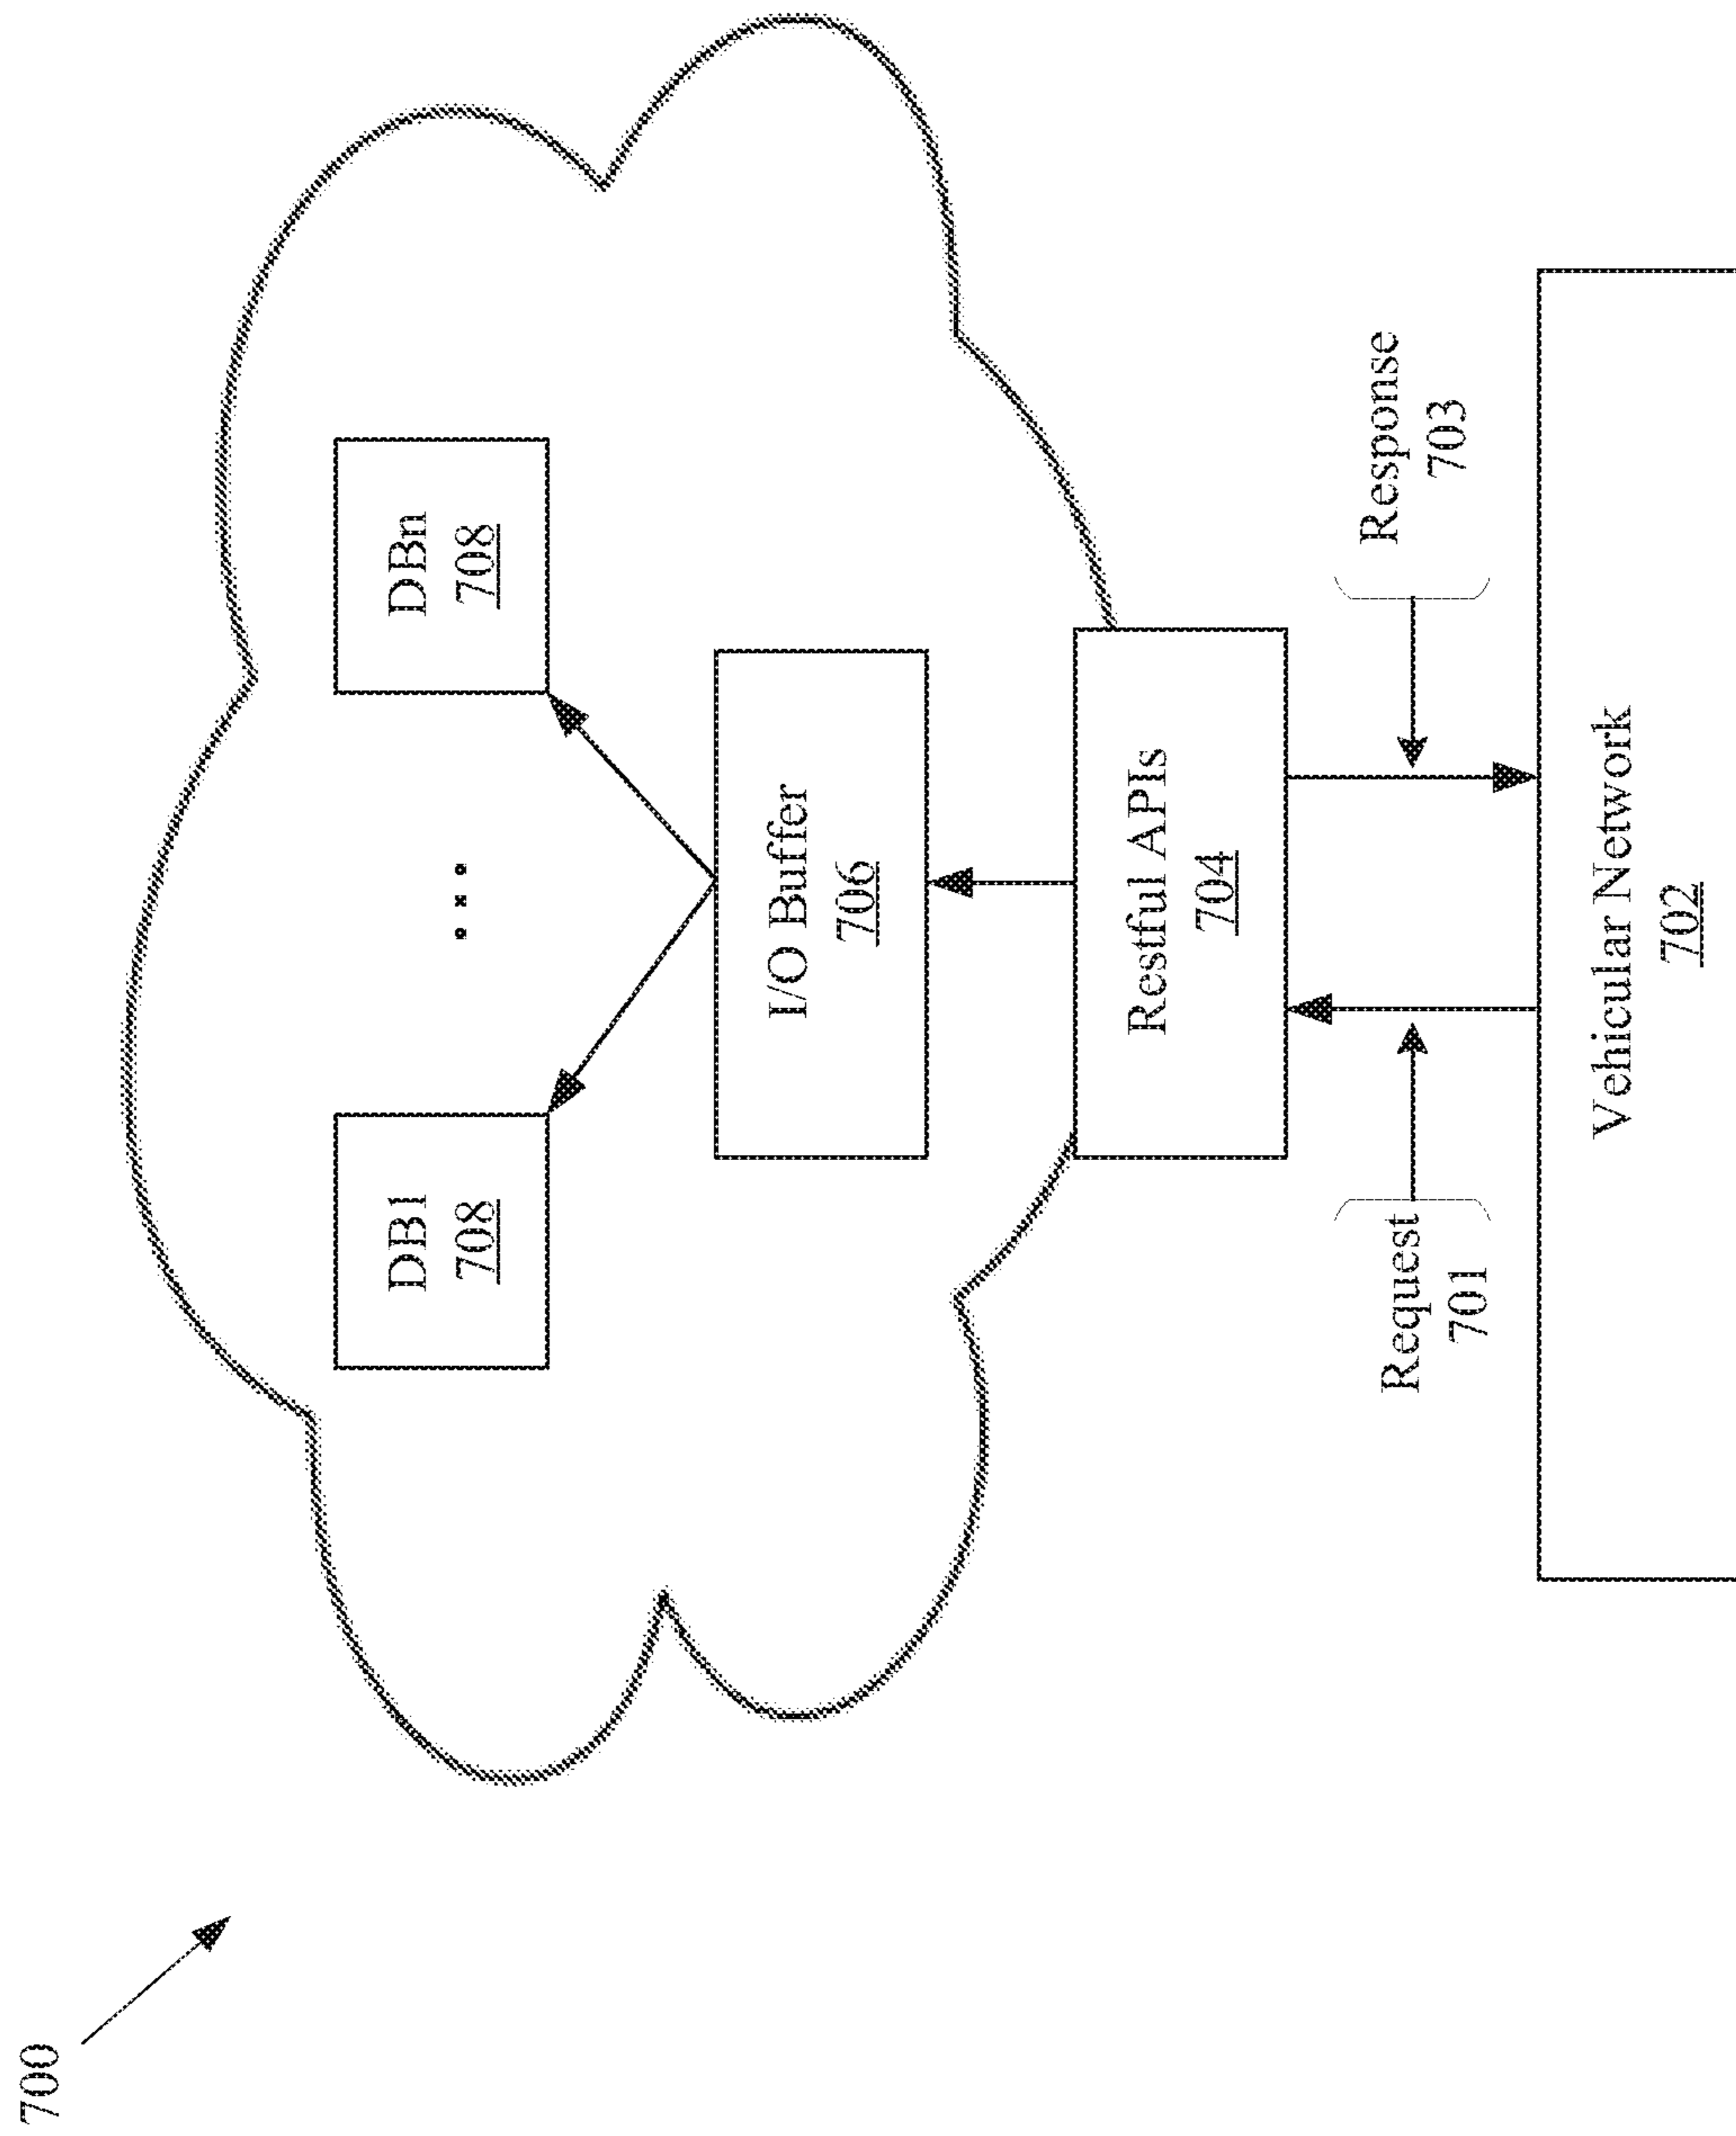 700
DB1
708
...
DBn
708
I/O Buffer
706
Restful APIs
704
Request
701
Response
703
Vehicular Network
702